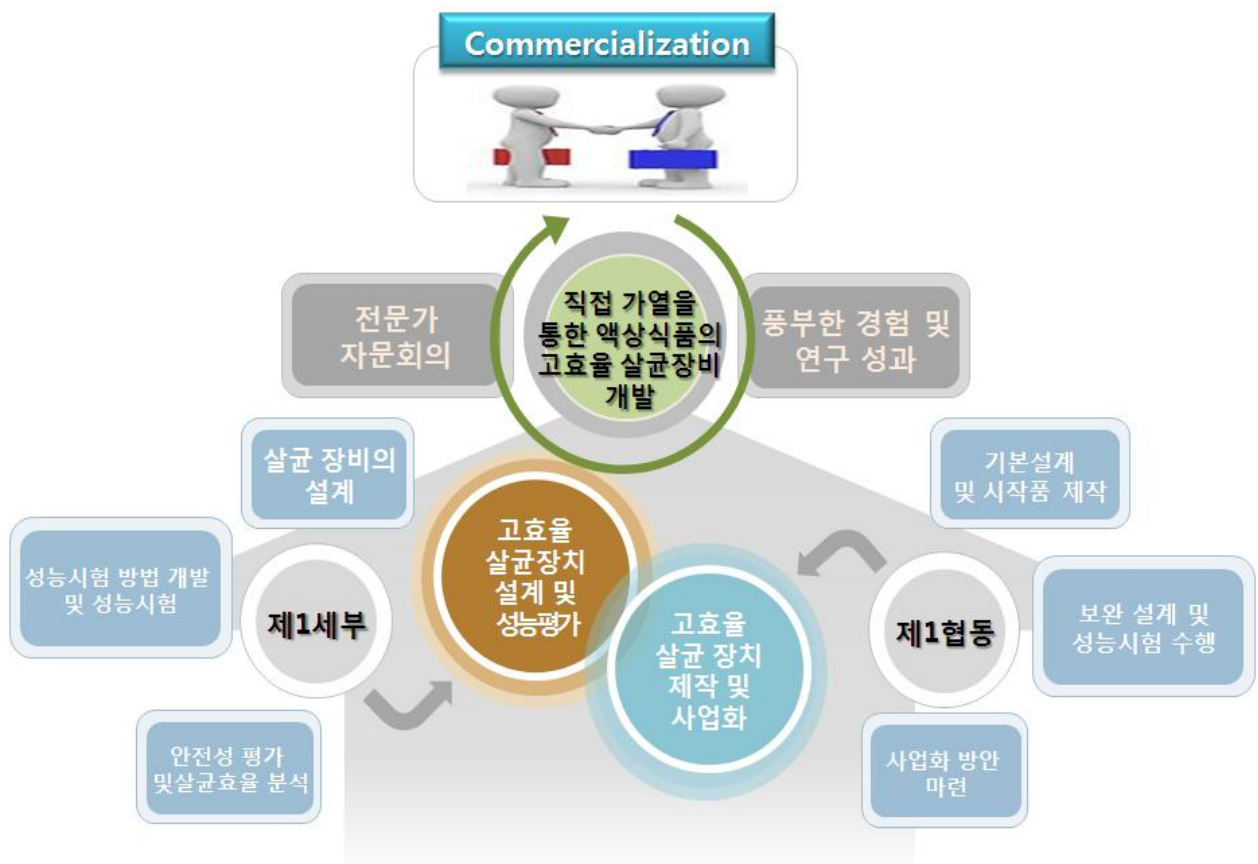 Commercialization
전문가
자문회의
직접 가열을
통한 액상식품의
고효율 살균장비
개발
풍부한 경험 및
연구 성과
살균 장비의
설계
기본설계
및 시작품 제작
성능시험 방법 개발
및 성능시험
제1세부
고효율
살균장치
설계 및
성능평가
고효율
살균 장치
제작 및
사업화
제1협동
보완 설계 및
성능시험 수행
안전성 평가
및살균효율 분석
사업화 방안
마련